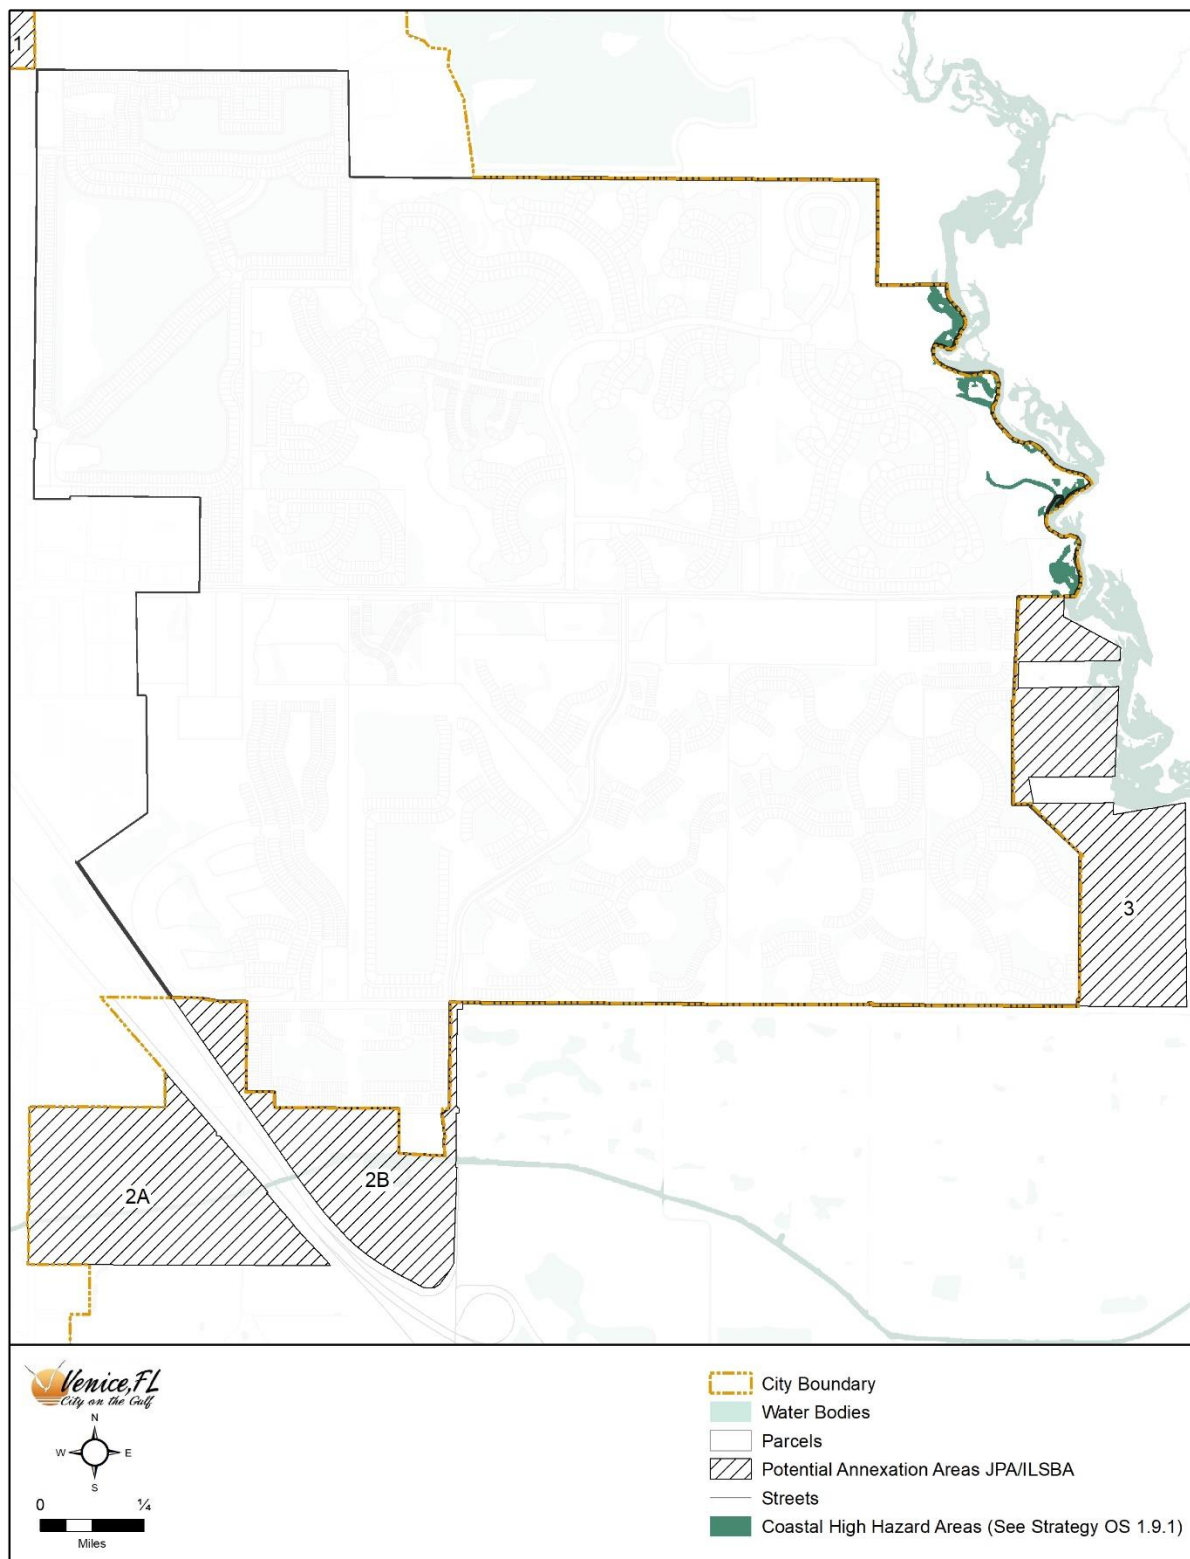 1
3
2A
2B
Venice, FL
City on the Gulf
N
W
E
S
0
¼
Miles
City Boundary
Water Bodies
Parcels
Potential Annexation Areas JPA/ILSBA
Streets
Coastal High Hazard Areas (See Strategy OS 1.9.1)